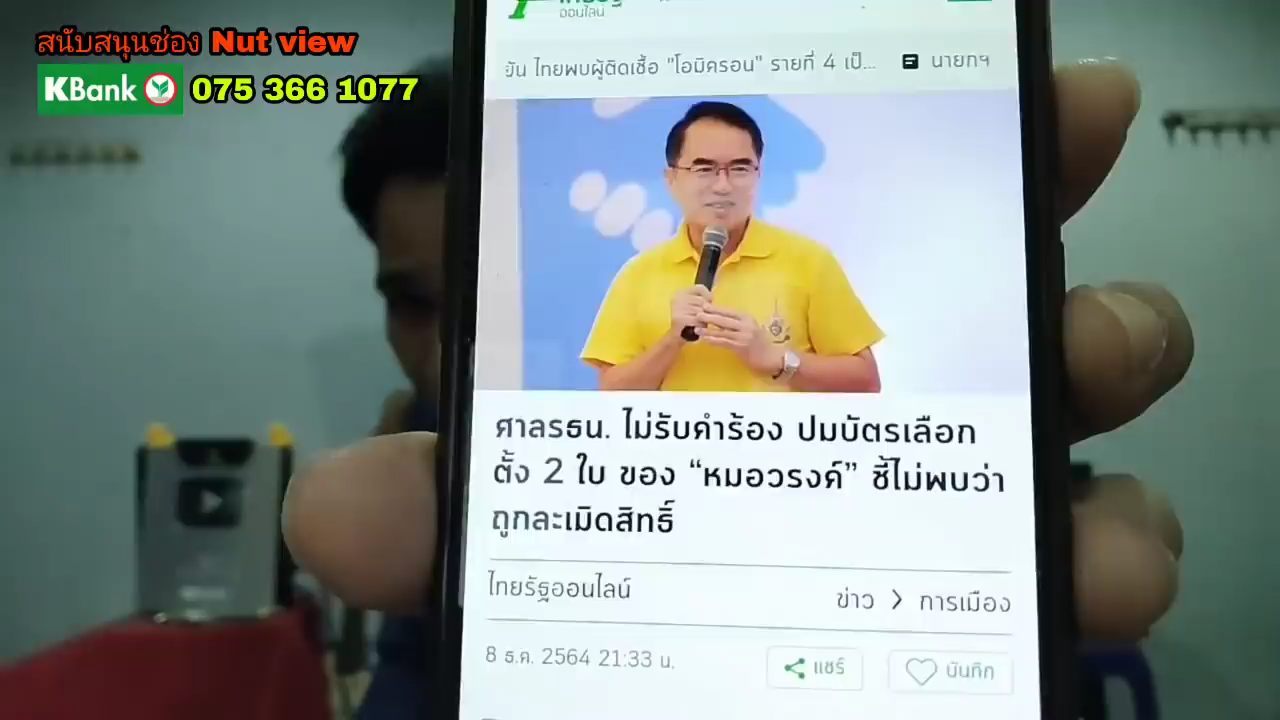 สนับสนุนช่อง Nut view
KBank 075 366 1077
ออนไลน์
ยัน ไทยพบผู้ติดเชื้อ "โอมิครอน" รายที่ 4 เป็... นายกฯ
ศาลรธน. ไม่รับคำร้อง ปมบัตรเลือก
ตั้ง 2 ใบ ของ “หมอวรงค์” ชี้ไม่พบว่า
ถูกละเมิดสิทธิ์
ไทยรัฐออนไลน์
ข่าว > การเมือง
8 ธ.ค. 2564 21:33 น.
แชร์
บันทึก